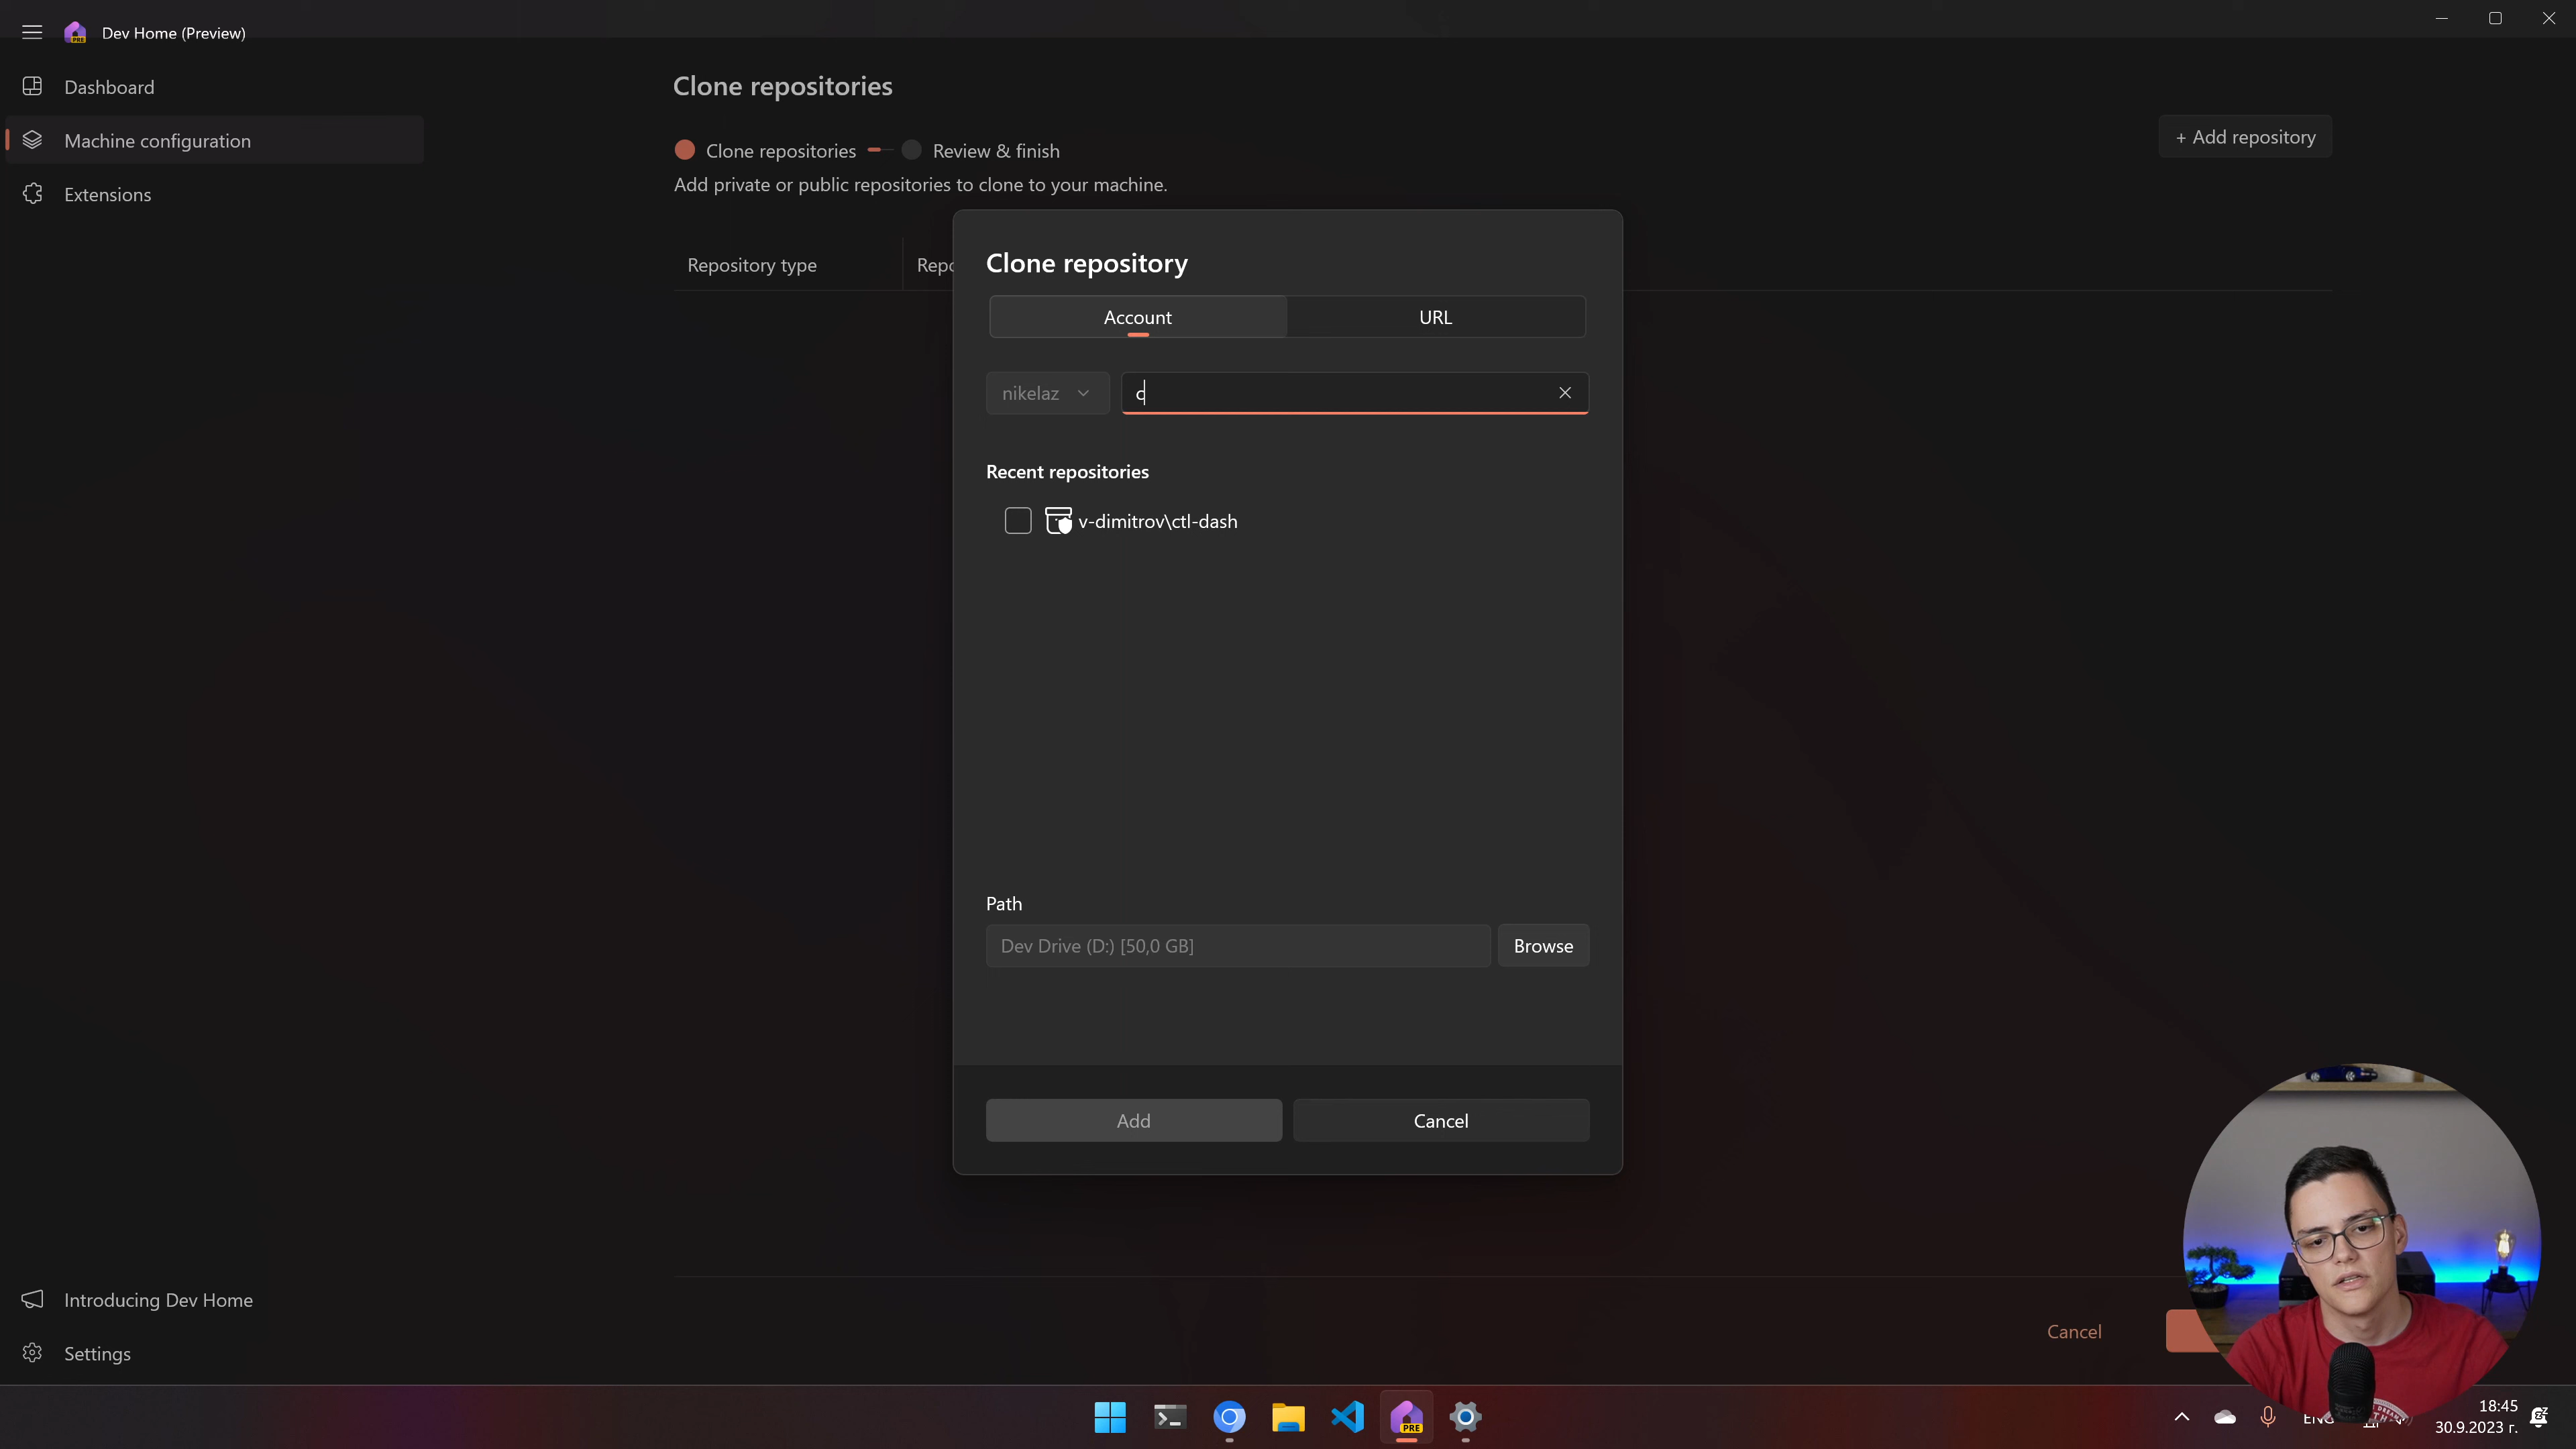 Dev Home (Preview)
Dashboard
Machine configuration
Extensions
Clone repositories
Clone repositories
Review & finish
+ Add repository
Add private or public repositories to clone to your machine.
Repository type
Clone repository
Account
URL
nikelaz
c
Recent repositories
v-dimitrov\ctl-dash
Path
Dev Drive (D:) [50,0 GB]
Browse
Add
Cancel
Introducing Dev Home
Settings
Cancel
PRE
18:45
30.9.2023 г.